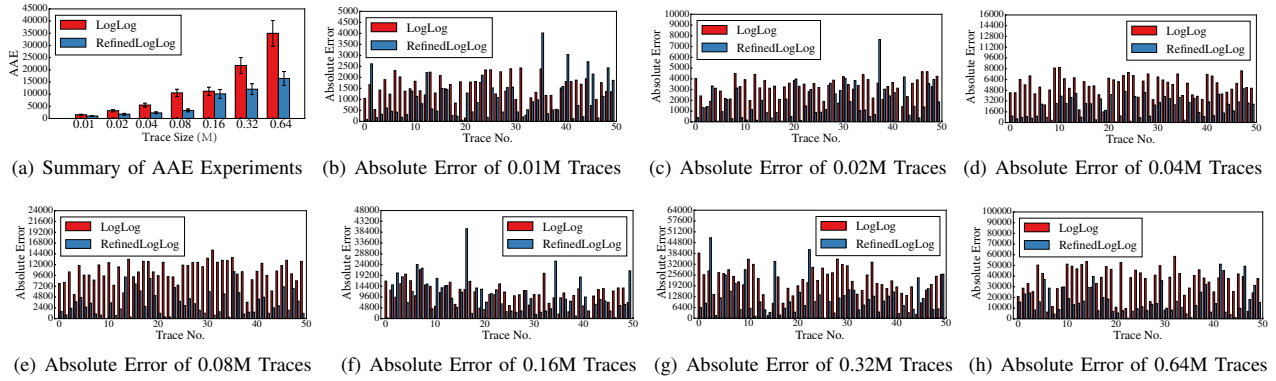 45000
40000
35000
30000
25000
20000
15000
10000
5000
0
AAE
LogLog
RefinedLogLog
0.01 0.02 0.04 0.08 0.16 0.32 0.64
Trace Size (M)
(a) Summary of AAE Experiments
5000
4500
4000
3500
3000
2500
2000
1500
1000
500
0
Absolute Error
LogLog
RefinedLogLog
0 10 20 30 40 50
Trace No.
(b) Absolute Error of 0.01M Traces
10000
9000
8000
7000
6000
5000
4000
3000
2000
1000
0
Absolute Error
LogLog
RefinedLogLog
0 10 20 30 40 50
Trace No.
(c) Absolute Error of 0.02M Traces
16000
14400
12800
11200
9600
8000
6400
4800
3200
1600
0
Absolute Error
LogLog
RefinedLogLog
0 10 20 30 40 50
Trace No.
(d) Absolute Error of 0.04M Traces
24000
21600
19200
16800
14400
12000
9600
7200
4800
2400
0
Absolute Error
LogLog
RefinedLogLog
0 10 20 30 40 50
Trace No.
(e) Absolute Error of 0.08M Traces
48000
43200
38400
33600
28800
24000
19200
14400
9600
4800
0
Absolute Error
LogLog
RefinedLogLog
0 10 20 30 40 50
Trace No.
(f) Absolute Error of 0.16M Traces
64000
57600
51200
44800
38400
32000
25600
19200
12800
6400
0
Absolute Error
LogLog
RefinedLogLog
0 10 20 30 40 50
Trace No.
(g) Absolute Error of 0.32M Traces
100000
90000
80000
70000
60000
50000
40000
30000
20000
10000
0
Absolute Error
LogLog
RefinedLogLog
0 10 20 30 40 50
Trace No.
(h) Absolute Error of 0.64M Traces